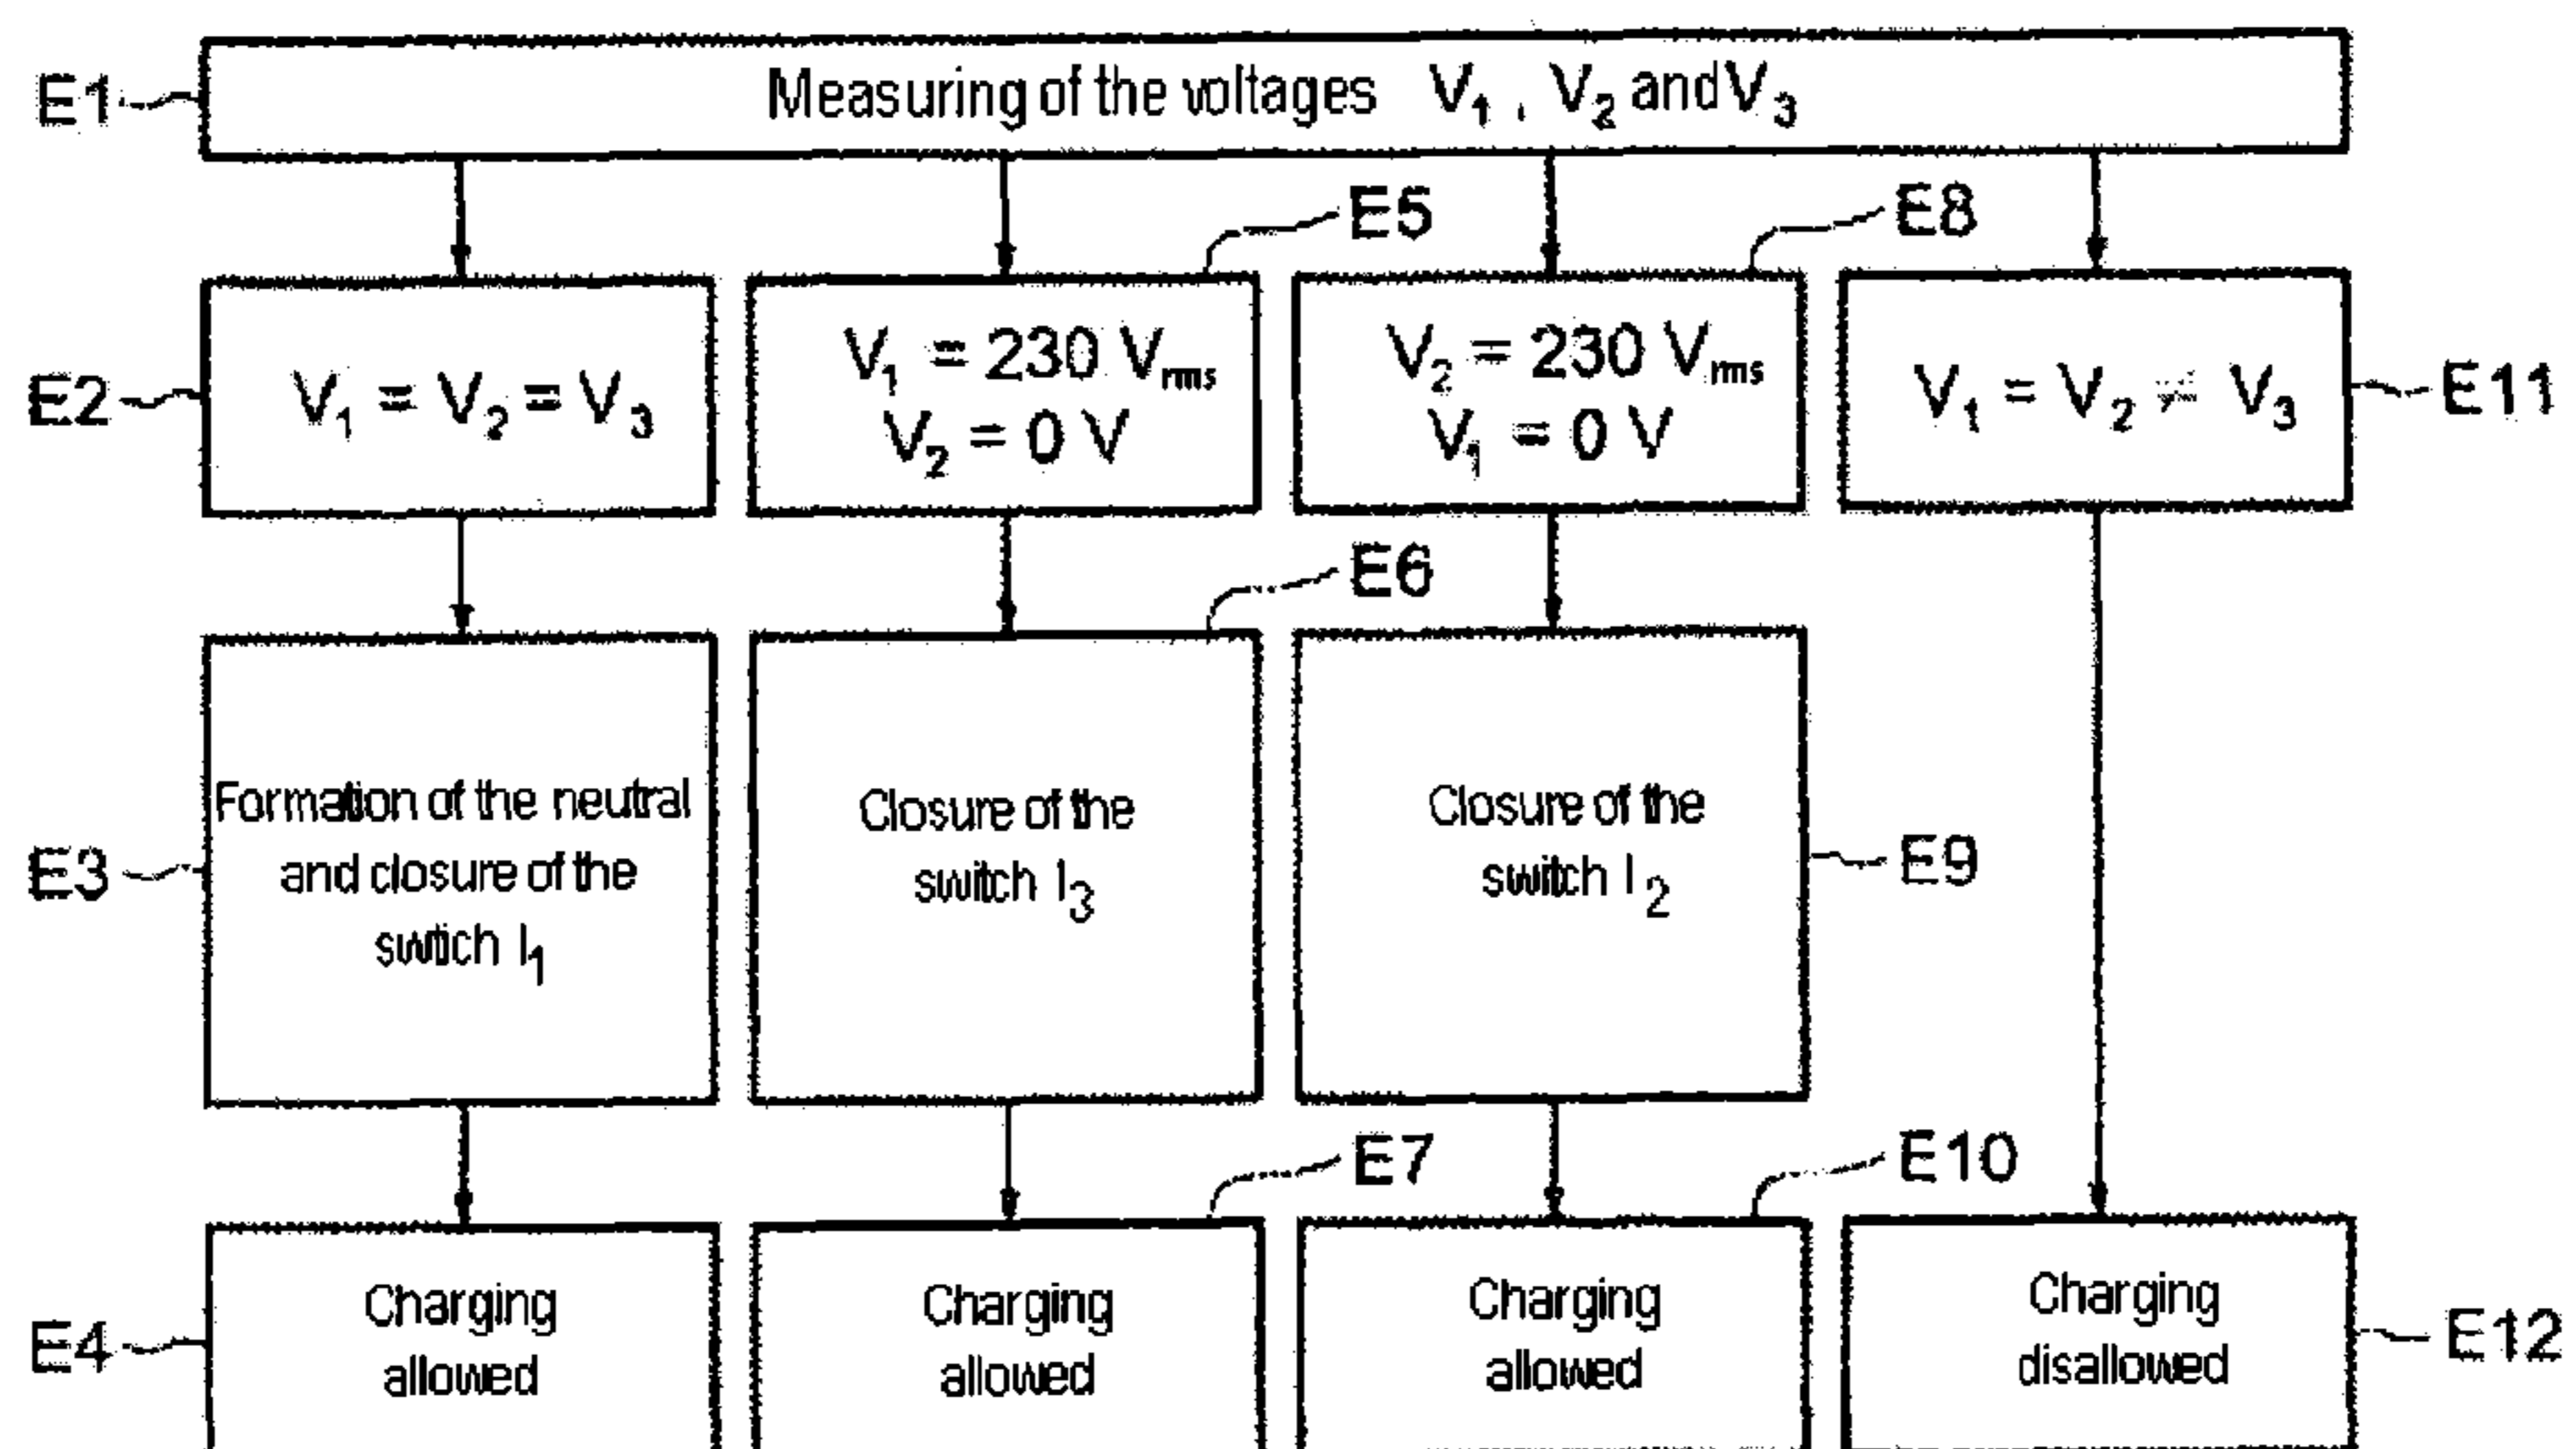 E1
Measuring of the voltages V₁, V₂ and V₃
E5
E8
E2
V₁ = V₂ = V₃
V₁ = 230 Vrms
V₂ = 0 V
V₂ = 230 Vrms
V₁ = 0 V
V₁ = V₂ ≠ V₃
E11
E6
E3
Formation of the neutral
and closure of the
swtich I₁
Closure of the
switch I₃
Closure of the
switch I₂
E9
E7
E10
E4
Charging
allowed
Charging
allowed
Charging
allowed
Charging
disallowed
E12